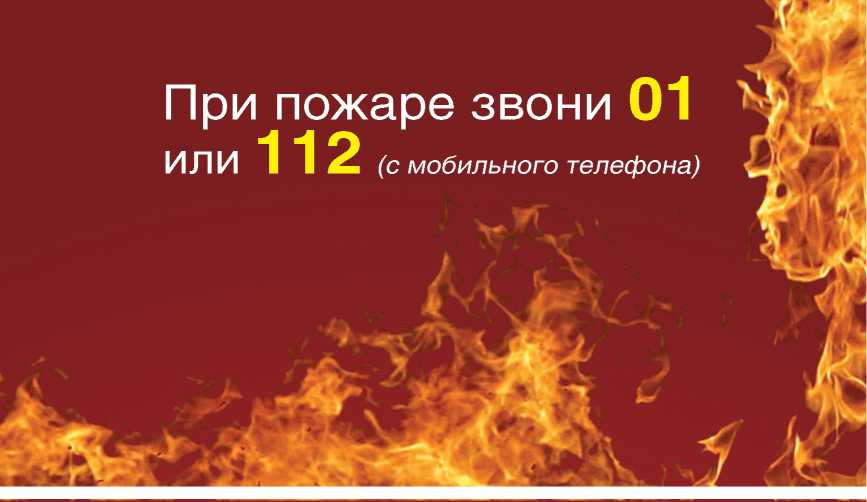 При пожаре звони 01
или 112 (с мобильного телефона)